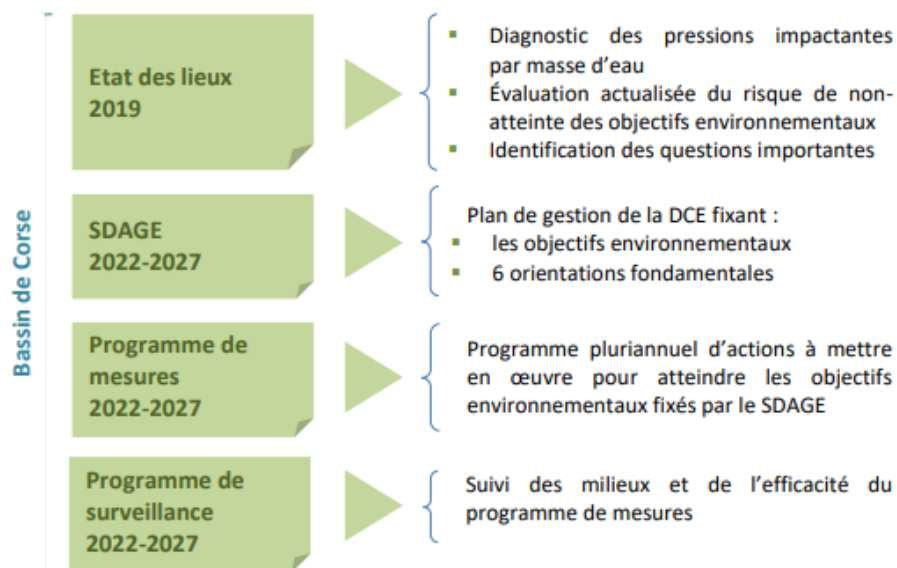 Bassin de Corse
Etat des lieux
2019
▪ Diagnostic des pressions impactantes
par masse d'eau
▪ Évaluation actualisée du risque de non-
atteinte des objectifs environnementaux
▪ Identification des questions importantes
SDAGE
2022-2027
Plan de gestion de la DCE fixant :
▪ les objectifs environnementaux
▪ 6 orientations fondamentales
Programme de
mesures
2022-2027
Programme pluriannuel d'actions à mettre
en œuvre pour atteindre les objectifs
environnementaux fixés par le SDAGE
Programme de
surveillance
2022-2027
Suivi des milieux et de l'efficacité du
programme de mesures